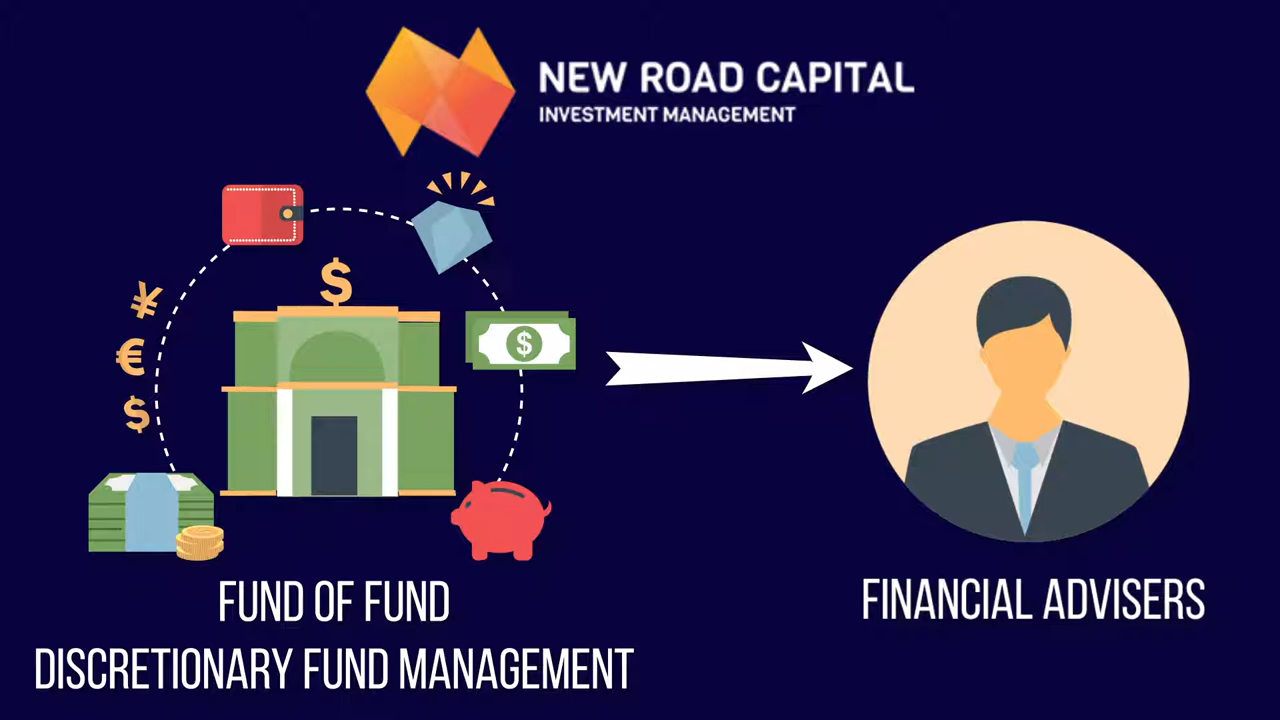 NEW ROAD CAPITAL
INVESTMENT MANAGEMENT
$
¥
€
$
$
FUND OF FUND
DISCRETIONARY FUND MANAGEMENT
FINANCIAL ADVISERS